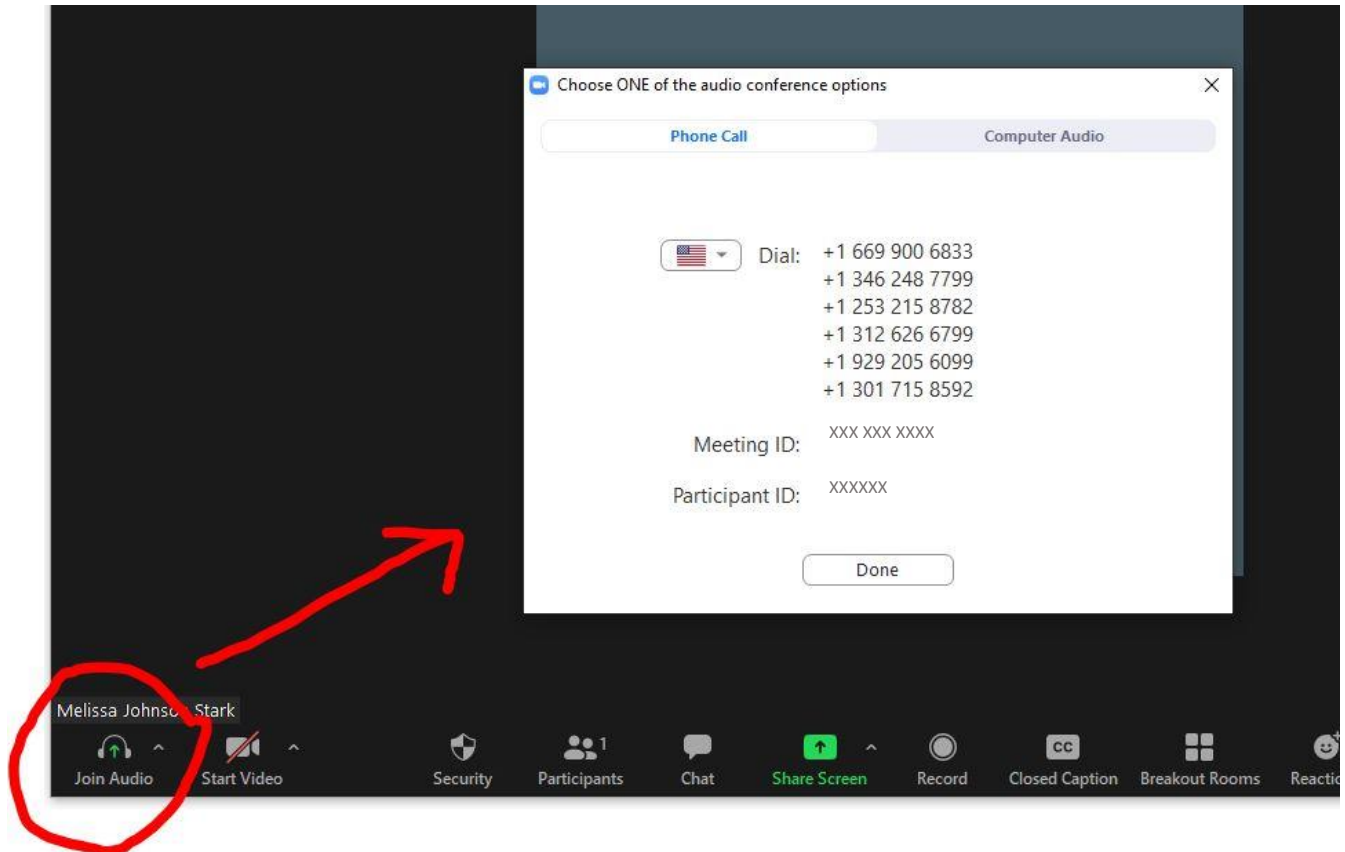 Choose ONE of the audio conference options
Phone Call Computer Audio
Dial: +1 669 900 6833
+1 346 248 7799
+1 253 215 8782
+1 312 626 6799
+1 929 205 6099
+1 301 715 8592
Meeting ID: XXX XXX XXXX
Participant ID: XXXXXX
Done
Melissa Johnson Stark
1
Join Audio Start Video Security Participants Chat Share Screen Record Closed Caption Breakout Rooms
CC